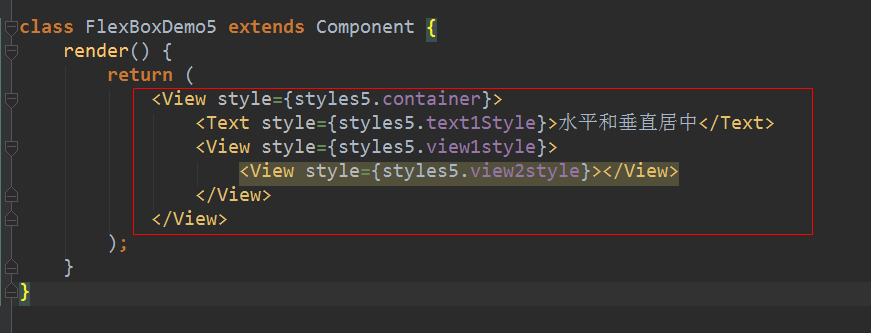 class FlexBoxDemo5 extends Component {
    render() {
        return (
            <View style={styles5.container}>
                <Text style={styles5.text1Style}>水平和垂直居中</Text>
                <View style={styles5.view1style}>
                    <View style={styles5.view2style}></View>
                </View>
            </View>
        );
    }
}